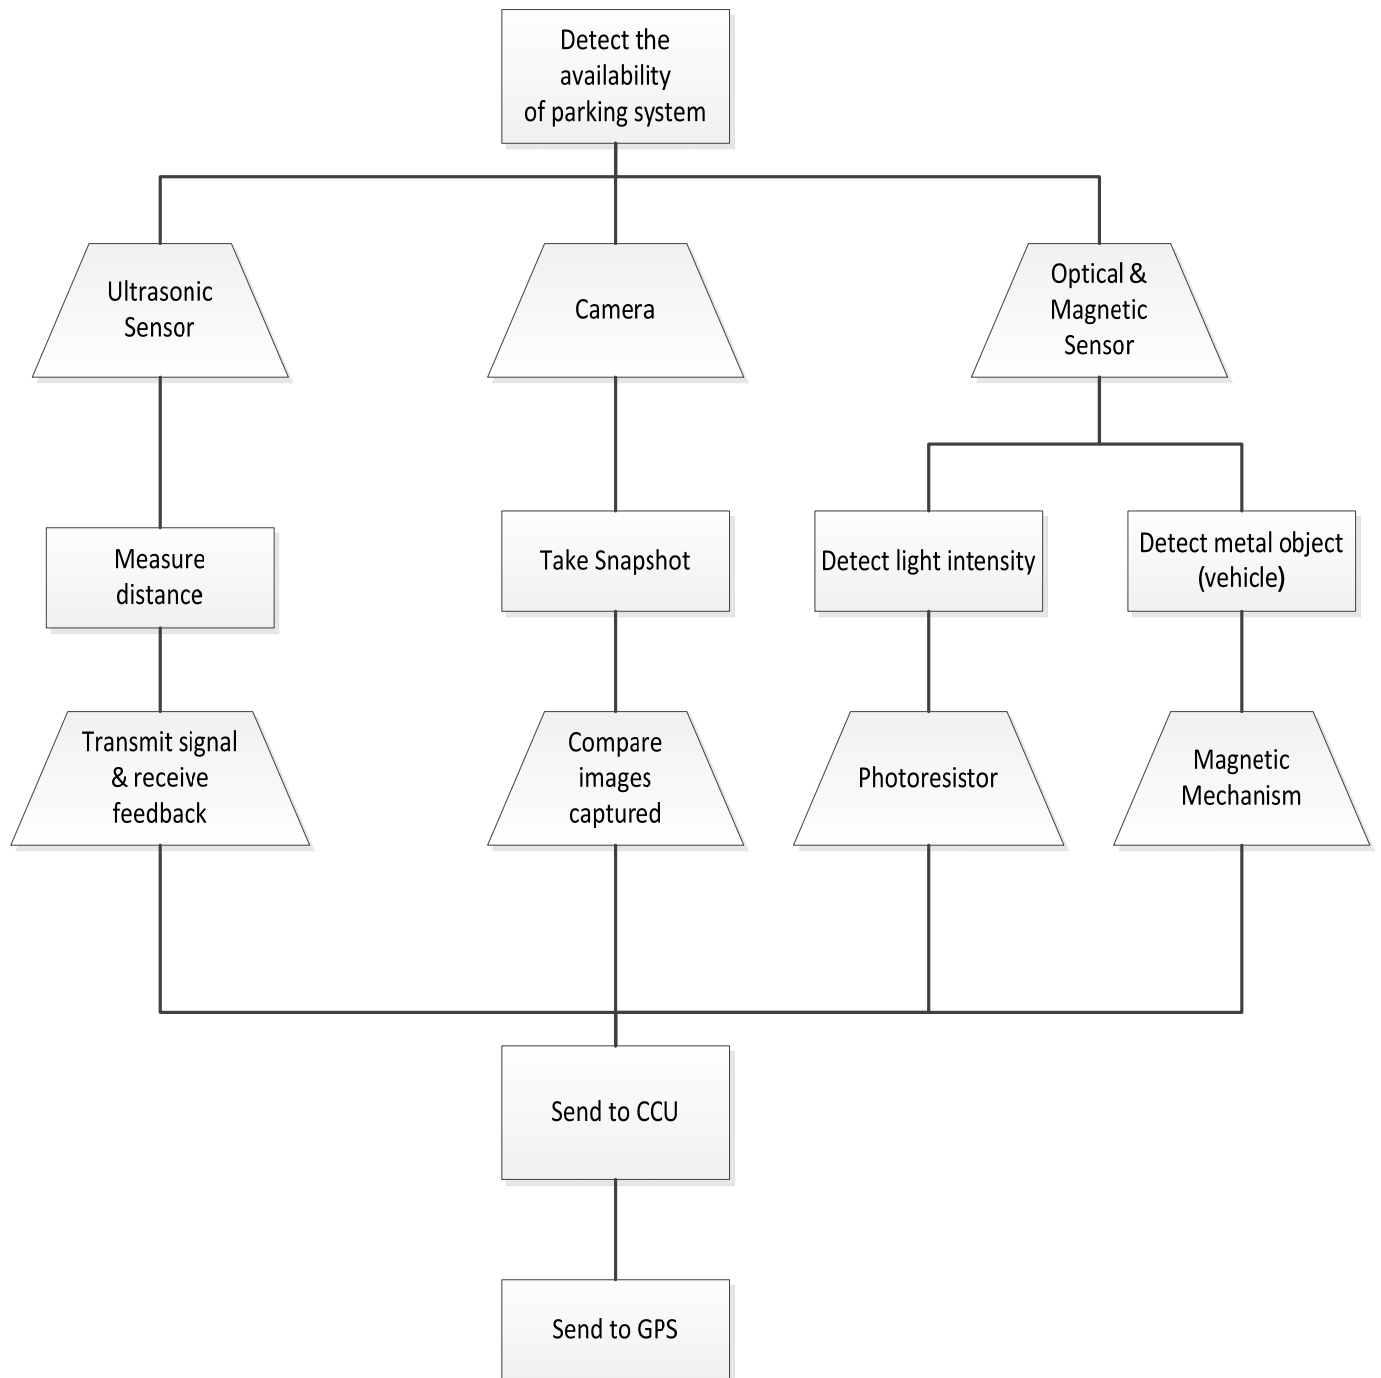 Detect the
availability
of parking system
Ultrasonic
Sensor
Camera
Optical &
Magnetic
Sensor
Measure
distance
Take Snapshot
Detect light intensity
Detect metal object
(vehicle)
Transmit signal
& receive
feedback
Compare
images
captured
Photoresistor
Magnetic
Mechanism
Send to CCU
Send to GPS